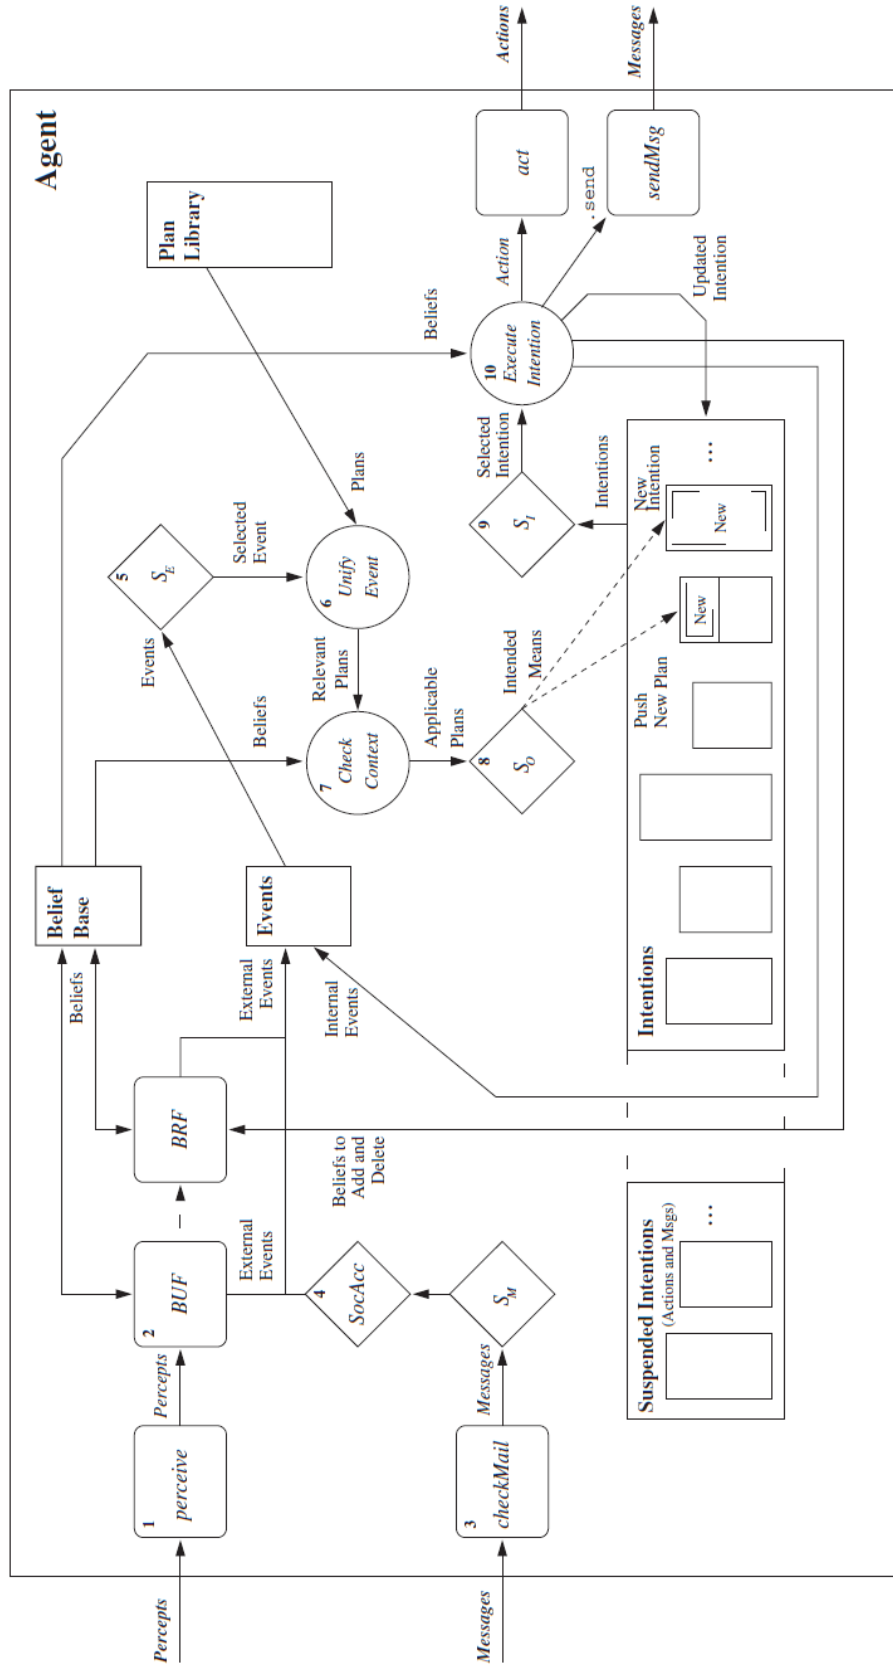 Agent
Percepts
1
perceive
Percepts
2
BUF
BRF
Beliefs
Belief
Base
Plan
Library
5
S_E
Events
Selected
Event
Beliefs
External
Events
External
Events
Events
Internal
Events
Beliefs to
Add and
Delete
Messages
3
checkMail
Messages
S_M
4
SocAcc
Beliefs
7
Check
Context
Relevant
Plans
6
Unify
Event
Plans
Applicable
Plans
8
S_O
Intended
Means
9
S_I
Selected
Intention
10
Execute
Intention
Action
act
Actions
.send
sendMsg
Messages
Intentions
Updated
Intention
Suspended Intentions
(Actions and Msgs)
...
Intentions
Push
New Plan
New
New
Intention
New
...